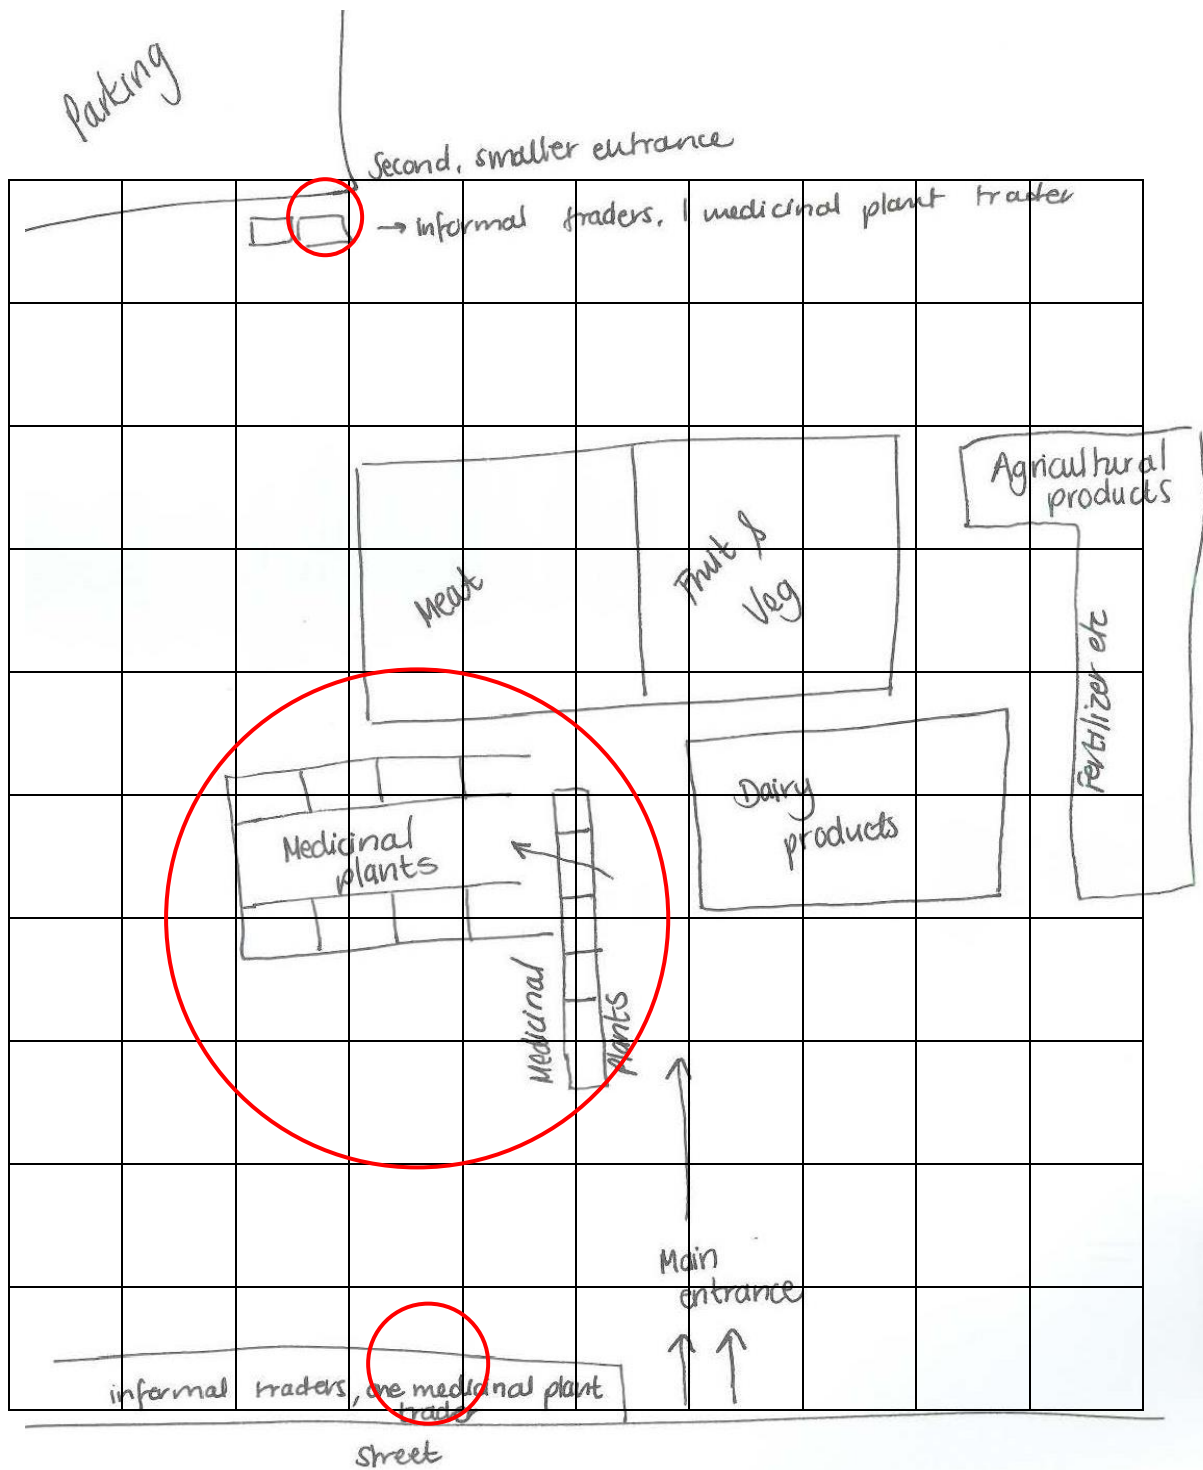 Parking
Second, smaller entrance
→ informal traders, 1 medicinal plant trader
Agricultural
products
Meat
Fruit &
Veg
Fertilizer etc
Dairy
products
Medicinal
plants
Medicinal
plants
Main
entrance
informal traders, one medicinal plant
trader
Street